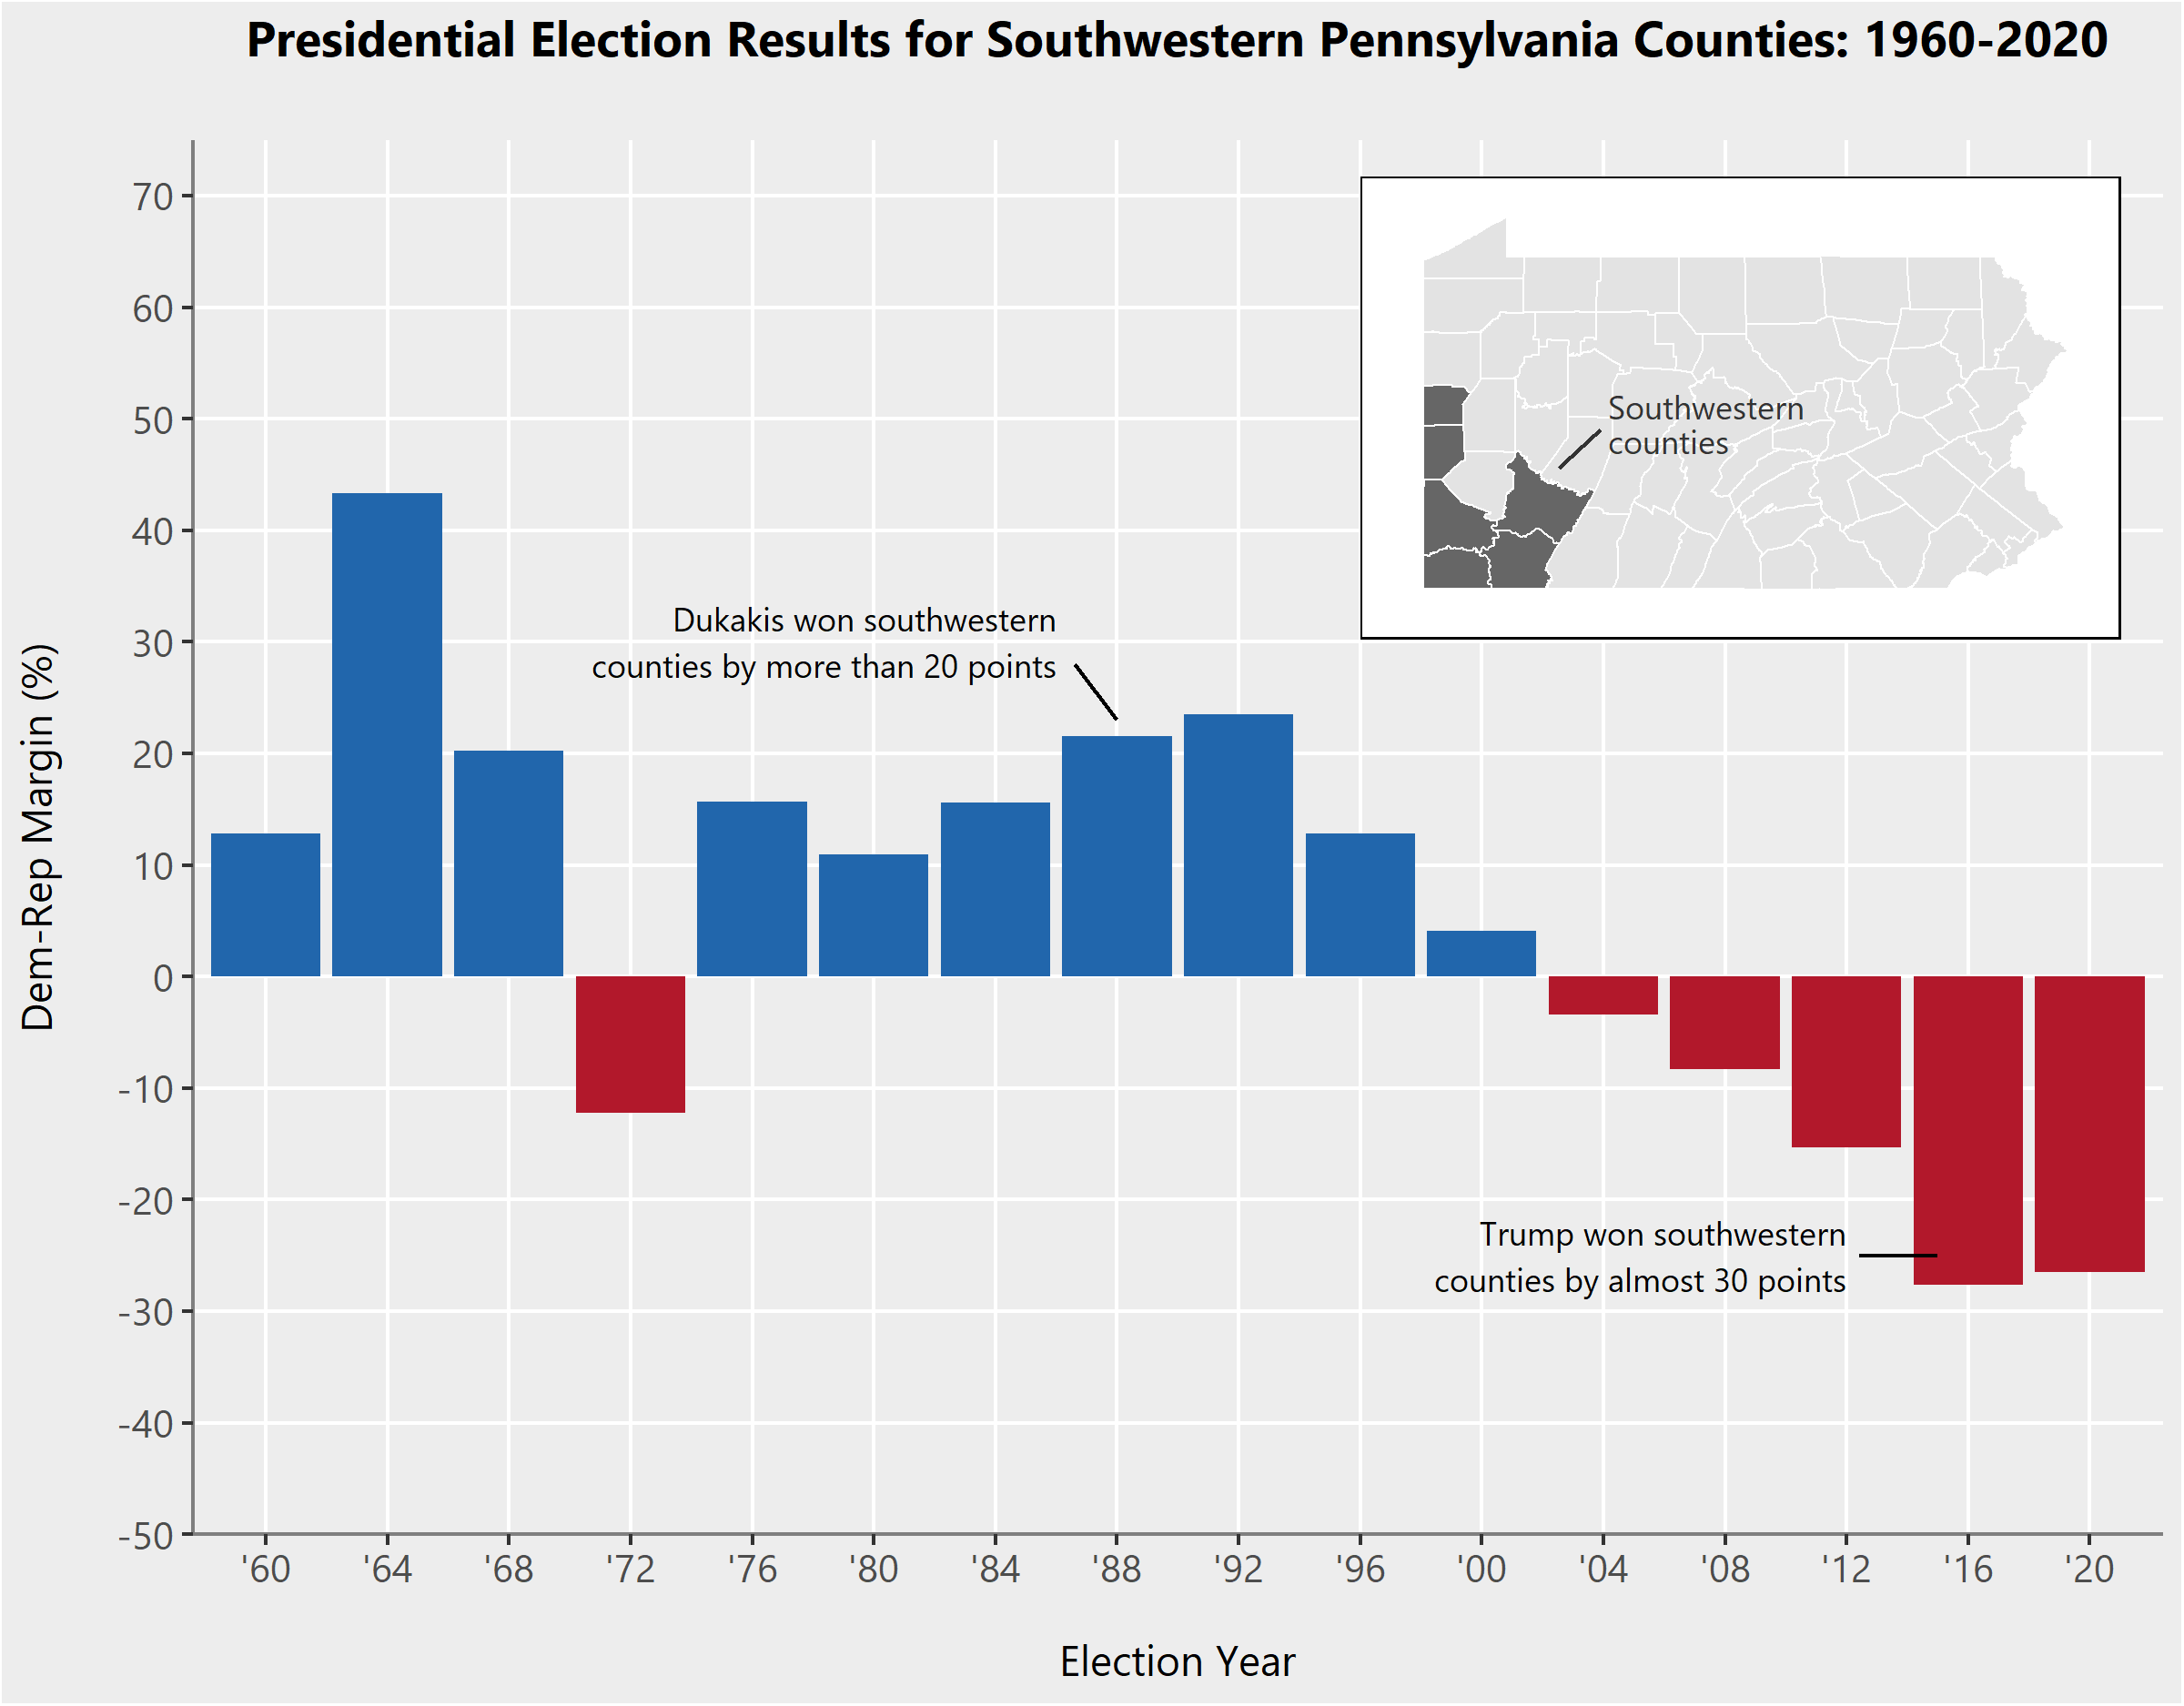 Presidential Election Results for Southwestern Pennsylvania Counties: 1960-2020
70
60
50
40
30
20
10
0
-10
-20
-30
-40
-50
Dem-Rep Margin (%)
Southwestern
counties
Dukakis won southwestern
counties by more than 20 points
Trump won southwestern
counties by almost 30 points
'60 '64 '68 '72 '76 '80 '84 '88 '92 '96 '00 '04 '08 '12 '16 '20
Election Year